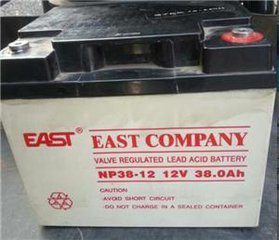 EAST
EAST COMPANY
VALVE REGULATED LEAD ACID BATTERY
NP38-12 12V 38.0Ah
CAUTION
-AVOID SHORT CIRCUIT
-DO NOT CHARGE IN A SEALED CONTAINER